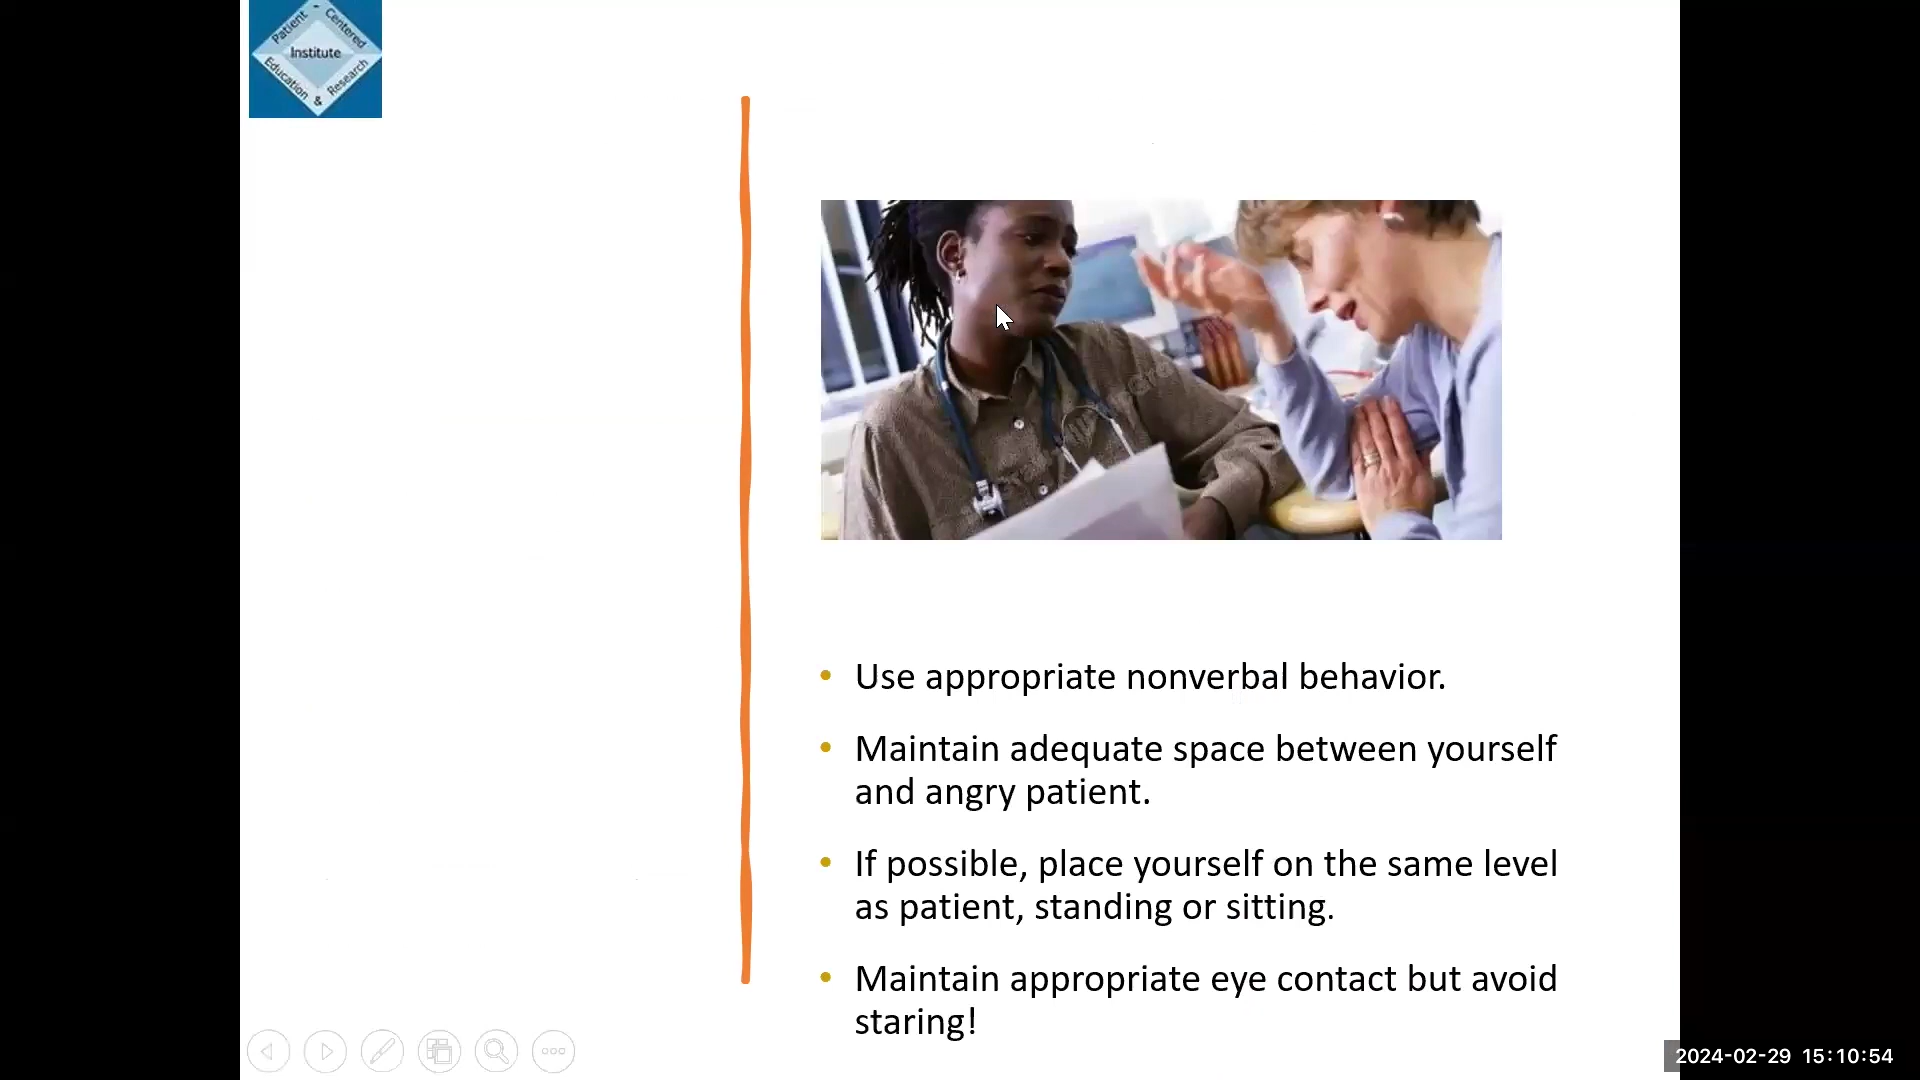 Patient - Centered
Institute
Education & Research
• Use appropriate nonverbal behavior.
• Maintain adequate space between yourself
and angry patient.
• If possible, place yourself on the same level
as patient, standing or sitting.
• Maintain appropriate eye contact but avoid
staring!
2024-02-29 15:10:54